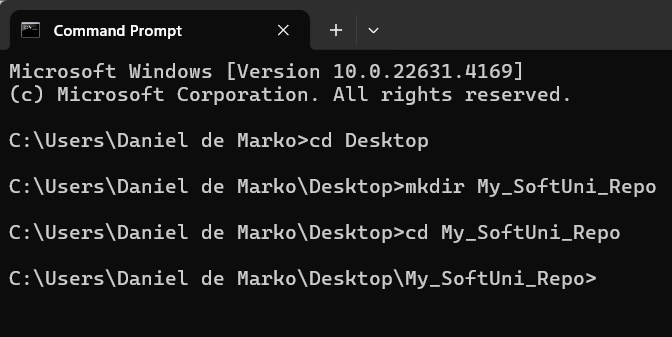 Command Prompt
Microsoft Windows [Version 10.0.22631.4169]
(c) Microsoft Corporation. All rights reserved.
C:\Users\Daniel de Marko>cd Desktop
C:\Users\Daniel de Marko\Desktop>mkdir My_SoftUni_Repo
C:\Users\Daniel de Marko\Desktop>cd My_SoftUni_Repo
C:\Users\Daniel de Marko\Desktop\My_SoftUni_Repo>